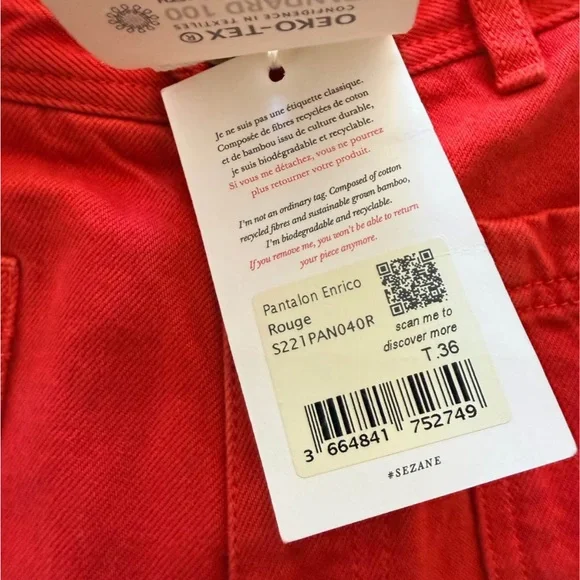 OEKO-TEX®
CONFIDENCE IN TEXTILES
STANDARD 100
Je ne suis pas une étiquette classique.
Composée de fibres recyclées de coton
et de bambou issu de culture durable,
je suis biodégradable et recyclable.
Si vous me détachez, vous ne pourrez
plus retourner votre produit.
I'm not an ordinary tag. Composed of cotton
recycled fibres and sustainable grown bamboo,
I'm biodegradable and recyclable.
If you remove me, you won't be able to return
your piece anymore.
Pantalon Enrico
Rouge
S221PAN040R
scan me to
discover more
T.36
3 664841 752749
#SEZANE